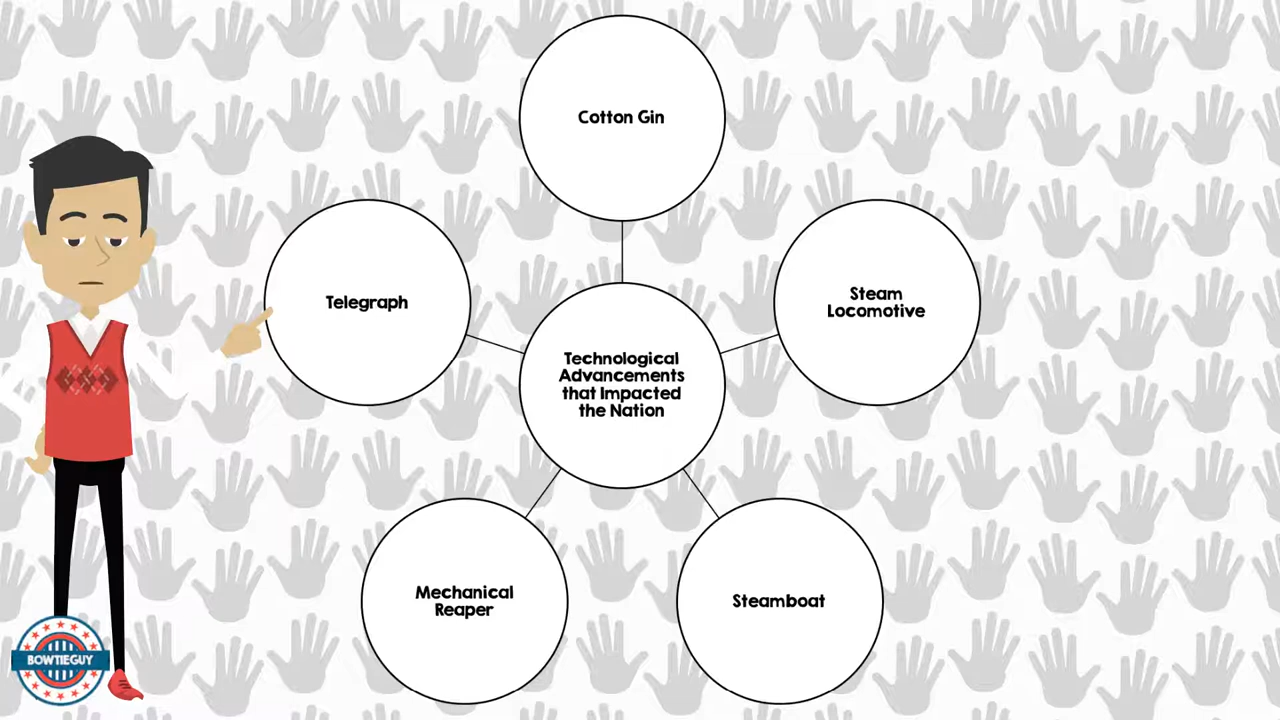 Cotton Gin
Telegraph
Steam
Locomotive
Technological
Advancements
that Impacted
the Nation
Mechanical
Reaper
Steamboat
BOWTIEGUY